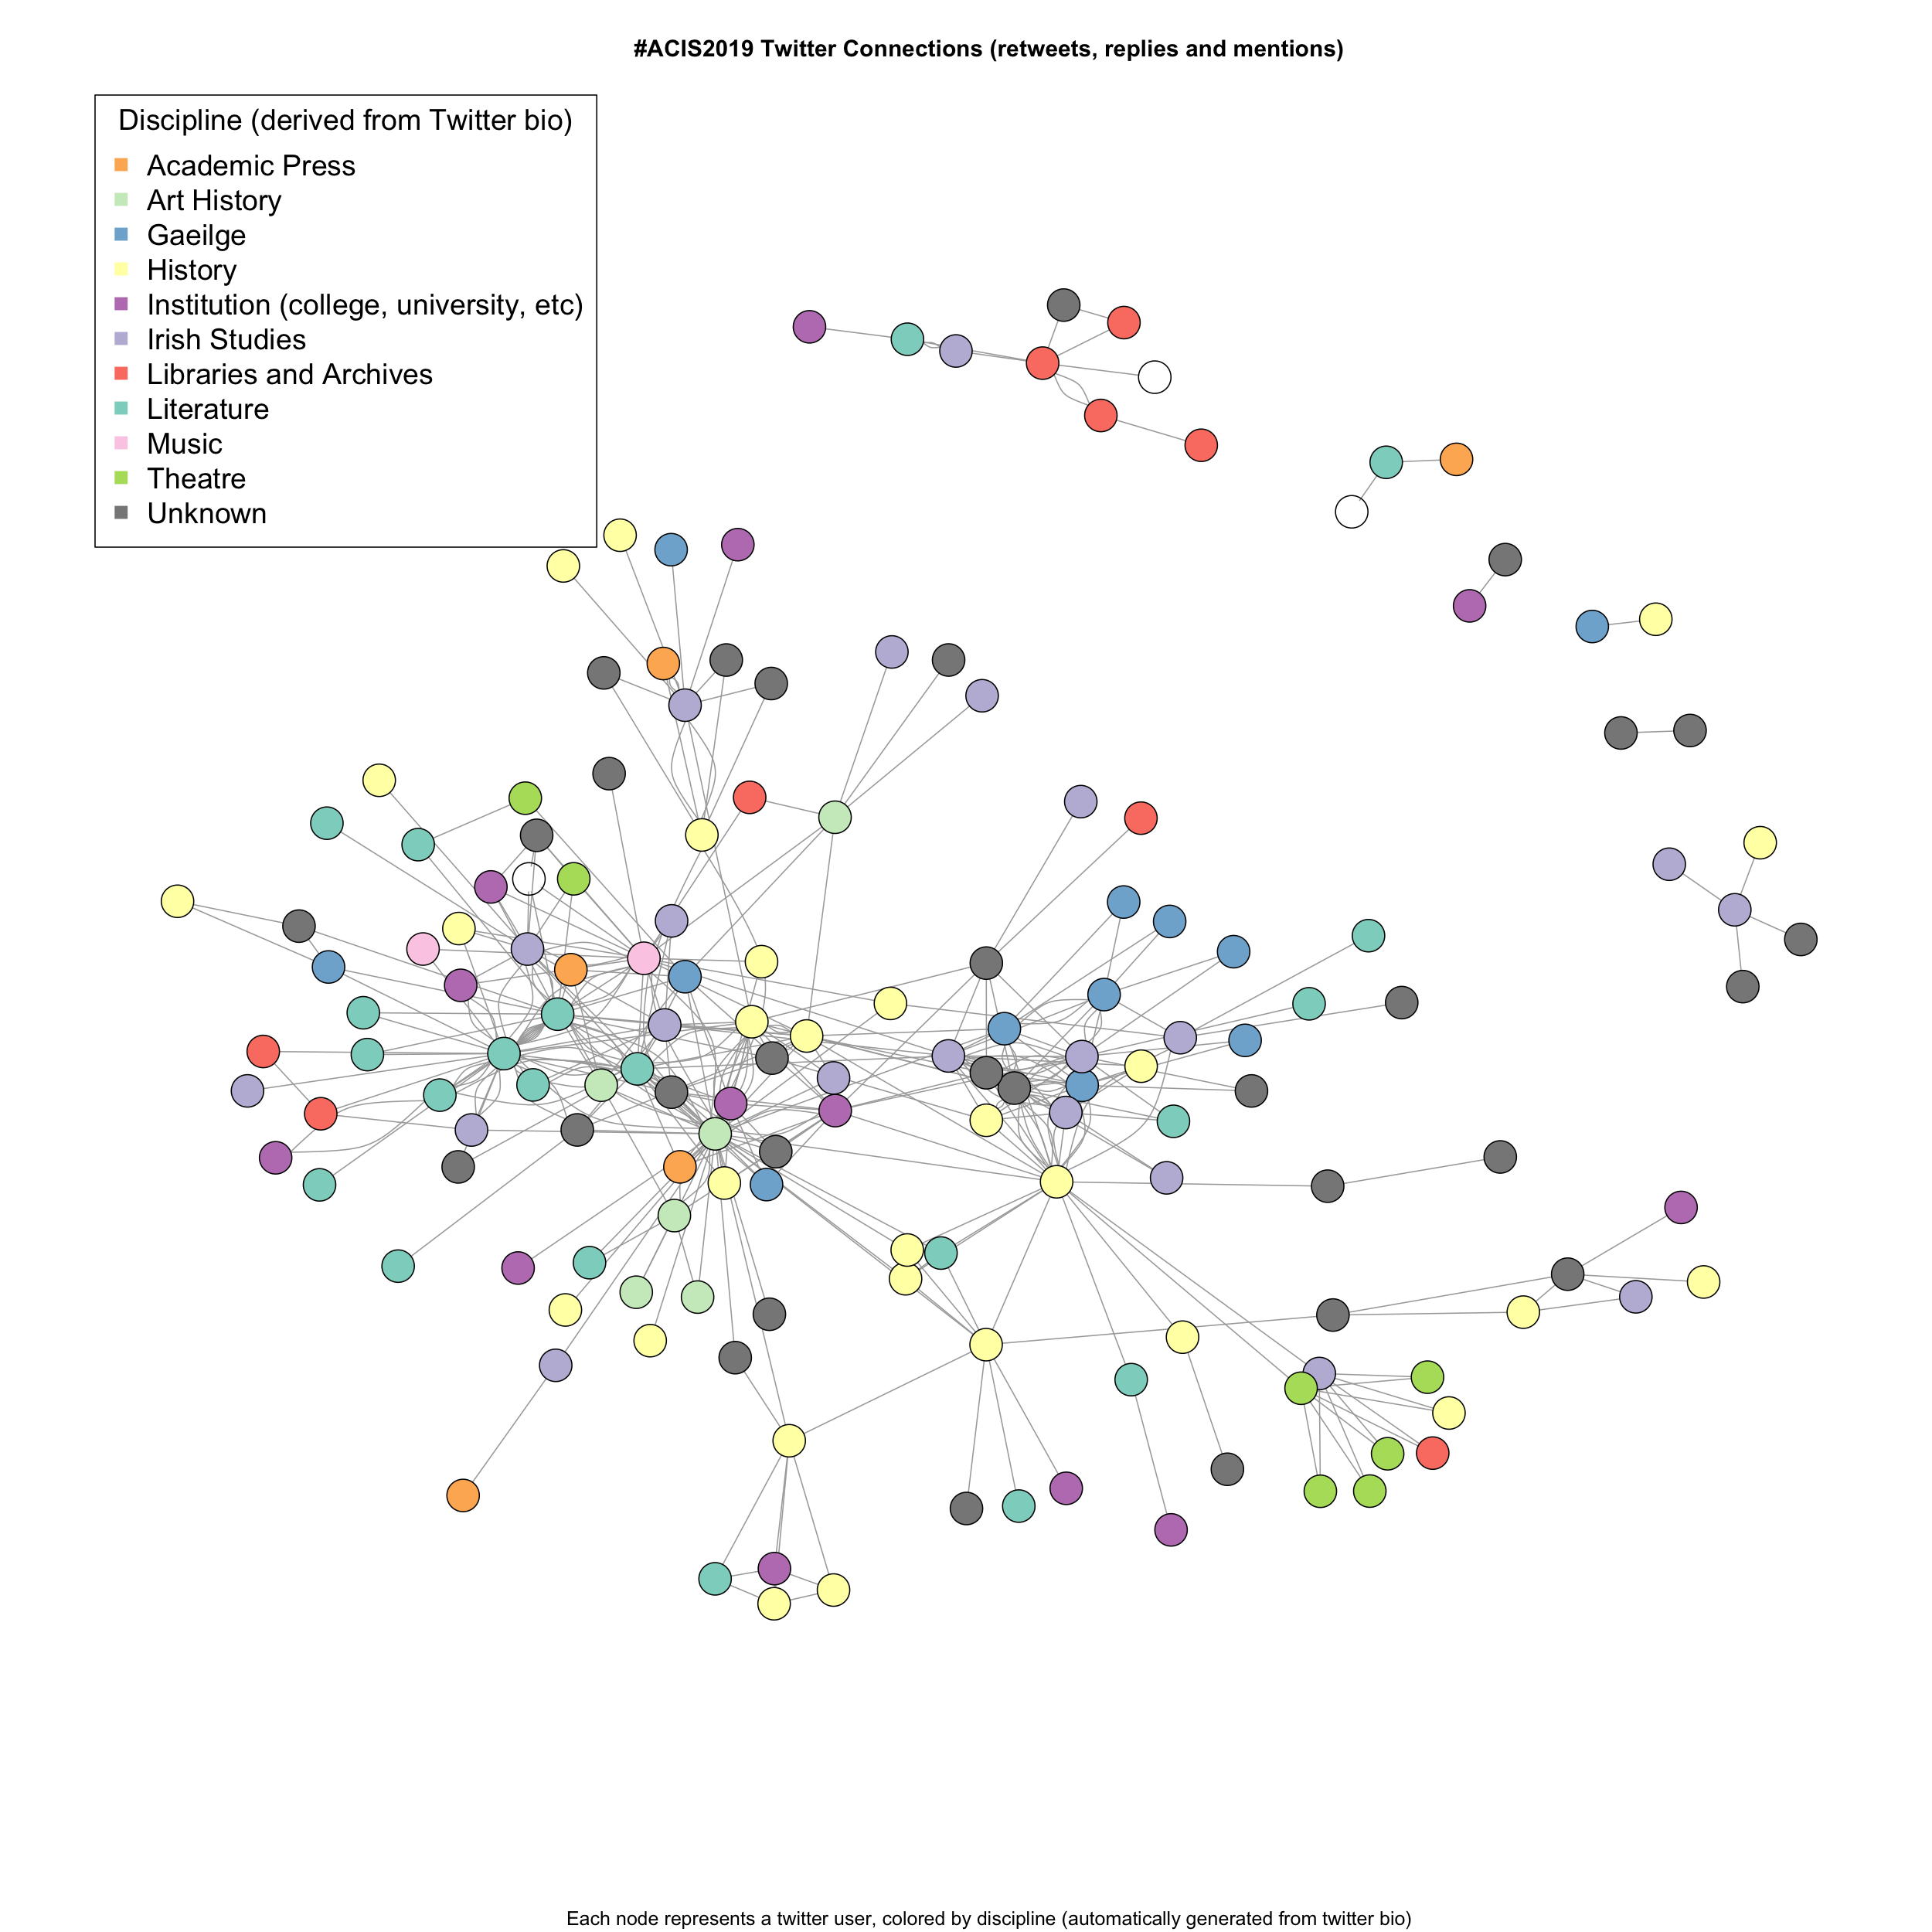 #ACIS2019 Twitter Connections (retweets, replies and mentions)
Discipline (derived from Twitter bio)
Academic Press
Art History
Gaeilge
History
Institution (college, university, etc)
Irish Studies
Libraries and Archives
Literature
Music
Theatre
Unknown
Each node represents a twitter user, colored by discipline (automatically generated from twitter bio)